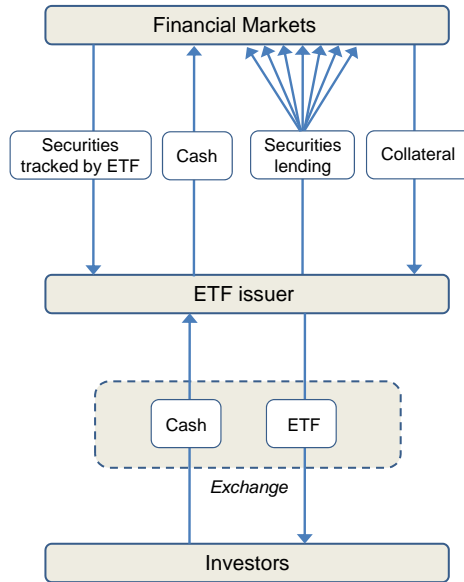 Financial Markets
Securities
tracked by ETF
Cash
Securities
lending
Collateral
ETF issuer
Cash
ETF
Exchange
Investors